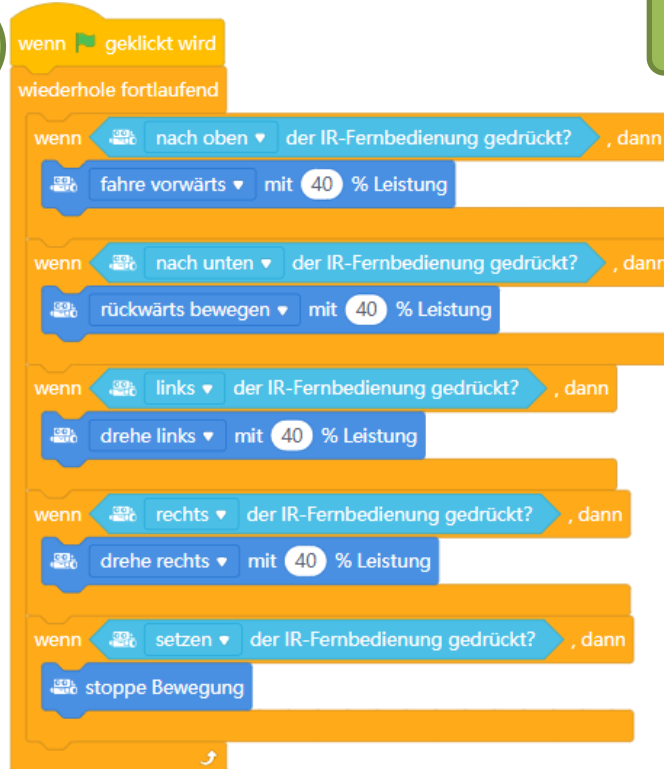 wenn geklickt wird
wiederhole fortlaufend
wenn nach oben der IR-Fernbedienung gedrückt? , dann
fahre vorwärts mit 40 % Leistung
wenn nach unten der IR-Fernbedienung gedrückt? , dann
rückwärts bewegen mit 40 % Leistung
wenn links der IR-Fernbedienung gedrückt? , dann
drehe links mit 40 % Leistung
wenn rechts der IR-Fernbedienung gedrückt? , dann
drehe rechts mit 40 % Leistung
wenn setzen der IR-Fernbedienung gedrückt? , dann
stoppe Bewegung